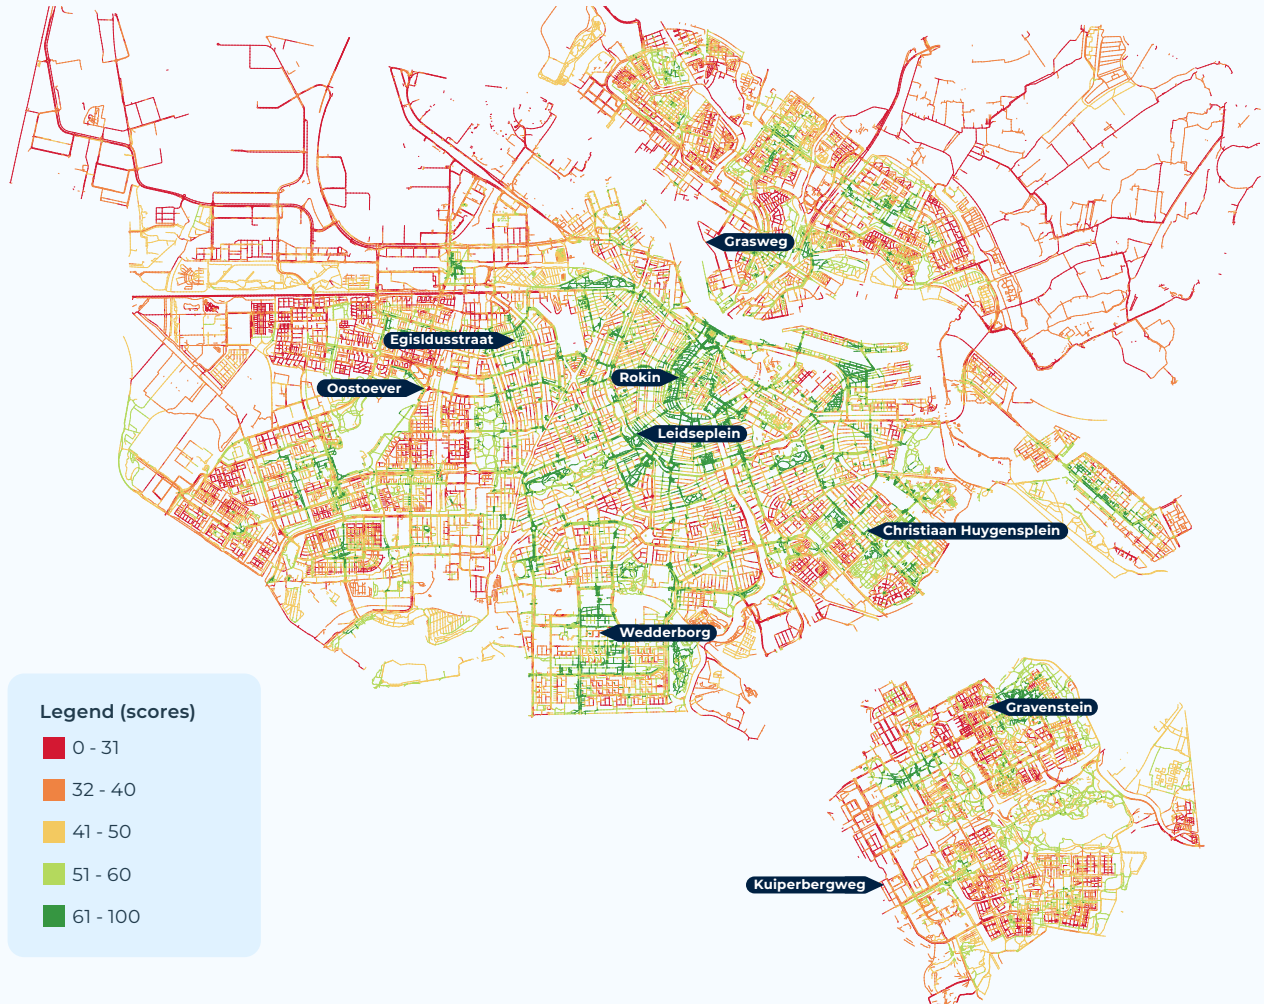 Grasweg
Egisldusstraat
Rokin
Oostoever
Leidseplein
Christiaan Huygensplein
Wedderborg
Gravenstein
Kuiperbergweg
Legend (scores)
0 - 31
32 - 40
41 - 50
51 - 60
61 - 100